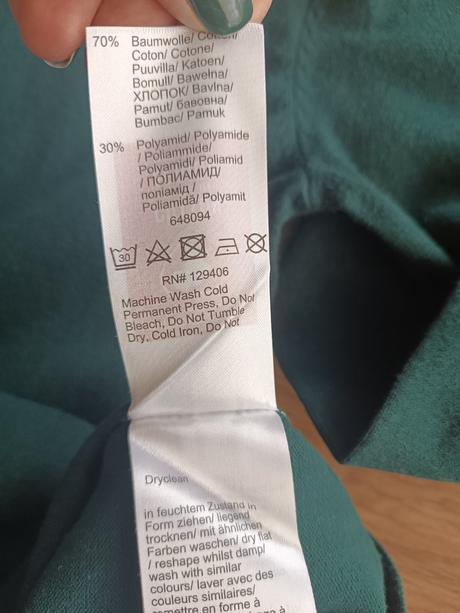 70% Baumwolle/ Cotton/
Coton/ Cotone/
Puuvilla/ Katoen/
Bomull/ Bawełna/
ХЛОПОК/ Bavlna/
Pamut/ бавовна/
Bumbac/ Pamuk
30% Polyamid/ Polyamide
/ Poliammide/
Polyamidi/ Poliamid
/ ПОЛИАМИД/
поліамід /
Poliamidă/ Polyamit
648094
30
RN# 129406
Machine Wash Cold
Permanent Press, Do Not
Bleach, Do Not Tumble
Dry, Cold Iron, Do Not
Dryclean
in feuchtem Zustand in
Form ziehen/ liegend
trocknen/ mit ähnlichen
Farben waschen/ dry flat
/ reshape whilst damp/
wash with similar
colours/ laver avec des
couleurs similaires/
remettre en forme à